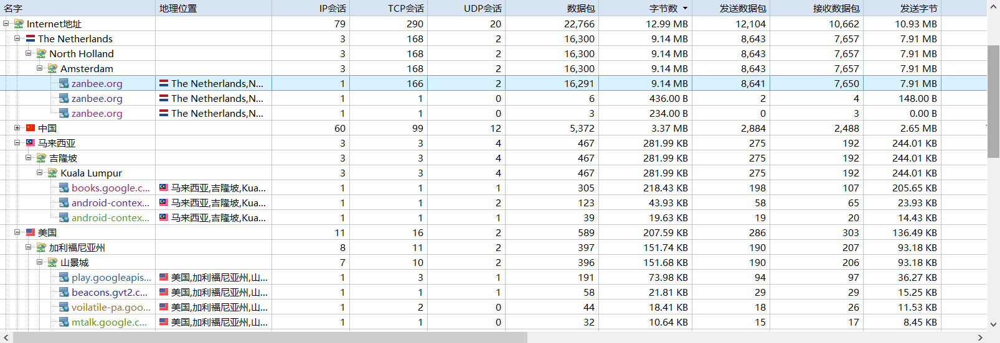 名字 地理位置 IP会话 TCP会话 UDP会话 数据包 字节数 发送数据包 接收数据包 发送字节
Internet地址 79 290 20 22,766 12.99 MB 12,104 10,662 10.93 MB
The Netherlands 3 168 2 16,300 9.14 MB 8,643 7,657 7.91 MB
North Holland 3 168 2 16,300 9.14 MB 8,643 7,657 7.91 MB
Amsterdam 3 168 2 16,300 9.14 MB 8,643 7,657 7.91 MB
zanbee.org The Netherlands,N... 1 166 2 16,291 9.14 MB 8,641 7,650 7.91 MB
zanbee.org The Netherlands,N... 1 1 0 6 436.00 B 2 4 148.00 B
zanbee.org The Netherlands,N... 1 1 0 3 234.00 B 0 3 0.00 B
中国 60 99 12 5,372 3.37 MB 2,884 2,488 2.65 MB
马来西亚 3 3 4 467 281.99 KB 275 192 244.01 KB
吉隆坡 3 3 4 467 281.99 KB 275 192 244.01 KB
Kuala Lumpur 3 3 4 467 281.99 KB 275 192 244.01 KB
books.google.c... 马来西亚,吉隆坡,Kua... 1 1 1 305 218.43 KB 198 107 205.65 KB
android-contex... 马来西亚,吉隆坡,Kua... 1 1 2 123 43.93 KB 58 65 23.93 KB
android-contex... 马来西亚,吉隆坡,Kua... 1 1 1 39 19.63 KB 19 20 14.43 KB
美国 11 16 2 589 207.59 KB 286 303 136.49 KB
加利福尼亚州 8 11 2 397 151.74 KB 190 207 93.18 KB
山景城 7 10 2 396 151.68 KB 190 206 93.18 KB
play.googleapis... 美国,加利福尼亚州,山... 1 3 1 191 73.98 KB 94 97 36.27 KB
beacons.gvt2.c... 美国,加利福尼亚州,山... 1 1 1 58 21.81 KB 29 29 15.25 KB
voilatile-pa.goo... 美国,加利福尼亚州,山... 1 2 0 44 18.41 KB 18 26 11.53 KB
mtalk.google.c... 美国,加利福尼亚州,山... 1 1 0 32 10.64 KB 15 17 8.45 KB